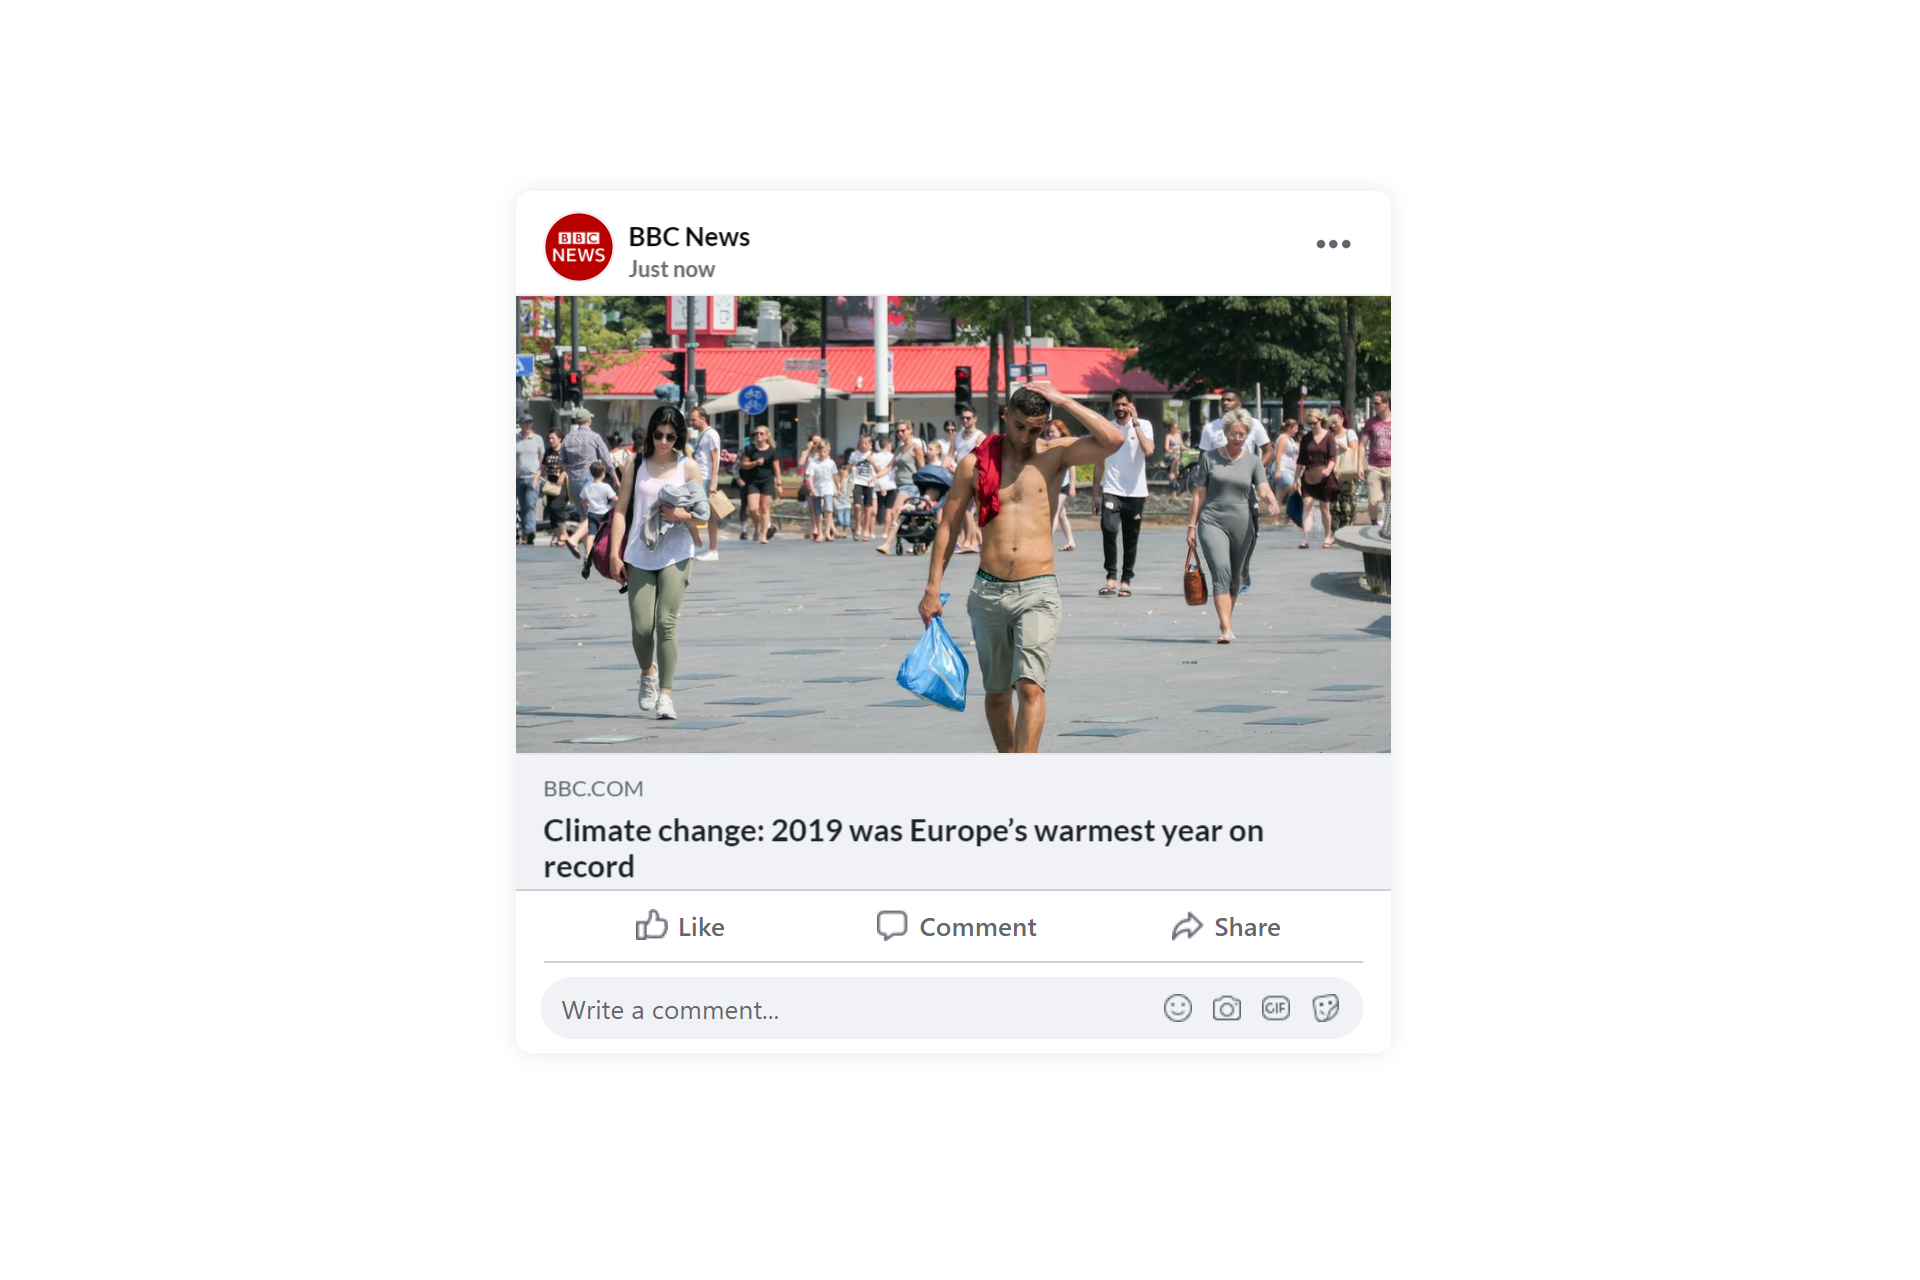 BBC
NEWS
BBC News
Just now
BBC.COM
Climate change: 2019 was Europe’s warmest year on
record
Like
Comment
Share
Write a comment...
GIF